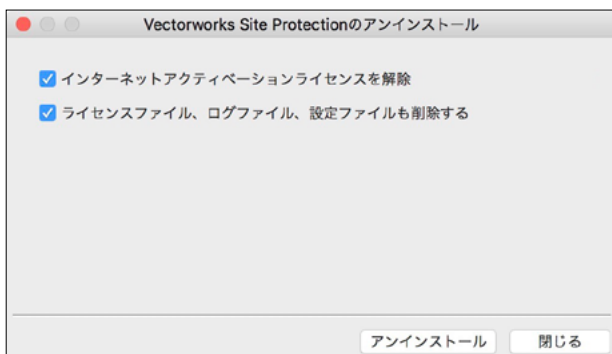 Vectorworks Site Protectionのアンインストール
インターネットアクティベーションライセンスを解除
ライセンスファイル、ログファイル、設定ファイルも削除する
アンインストール
閉じる